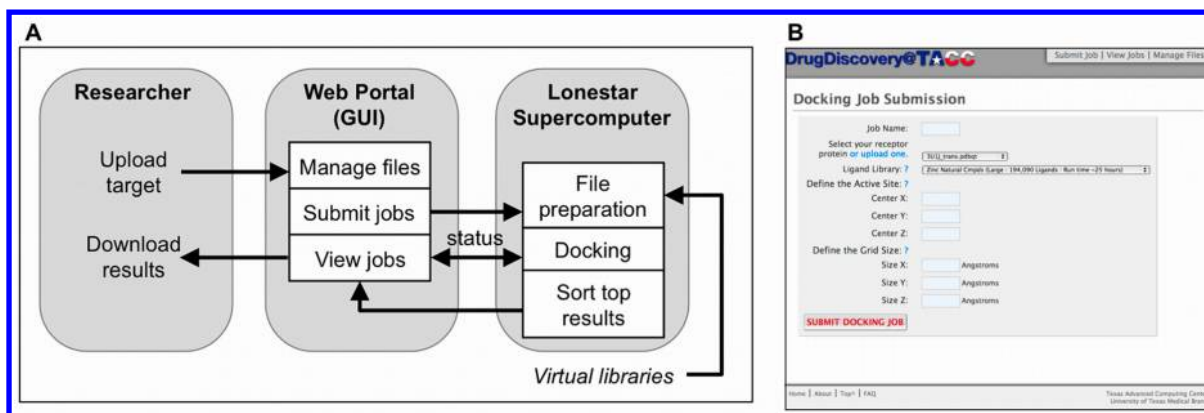 A
Researcher
Upload
target
Download
results
Web Portal
(GUI)
Manage files
Submit jobs
View jobs
status
Lonestar
Supercomputer
File
preparation
Docking
Sort top
results
Virtual libraries
B
DrugDiscovery@TACC
Submit Job | View Jobs | Manage Files
Docking Job Submission
Job Name:
Select your receptor
protein or upload one.
Ligand Library: ?
Zinc Natural Cmpds (Large : 194,090 Ligands : Run time ~25 hours)
Define the Active Site: ?
Center X:
Center Y:
Center Z:
Define the Grid Size: ?
Size X: Angstroms
Size Y: Angstroms
Size Z: Angstroms
SUBMIT DOCKING JOB
Home | About | Top^ | FAQ
Texas Advanced Computing
University of Texas Medical